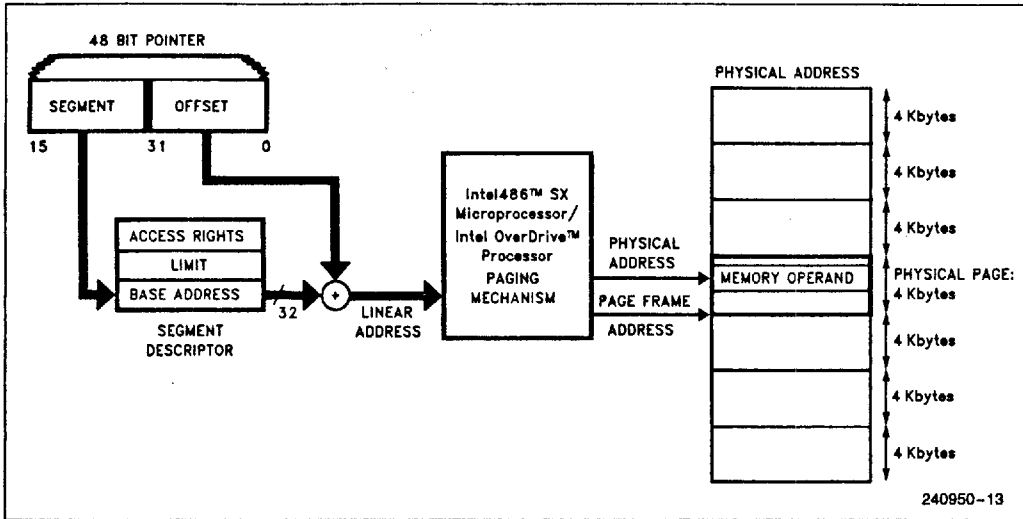 48 BIT POINTER
SEGMENT
OFFSET
15
31
0
ACCESS RIGHTS
LIMIT
BASE ADDRESS
SEGMENT
DESCRIPTOR
32
+
LINEAR
ADDRESS
Intel486™ SX
Microprocessor/
Intel OverDrive™
Processor
PAGING
MECHANISM
PHYSICAL
ADDRESS
PAGE FRAME
ADDRESS
PHYSICAL ADDRESS
4 Kbytes
4 Kbytes
4 Kbytes
MEMORY OPERAND
PHYSICAL PAGE:
4 Kbytes
4 Kbytes
4 Kbytes
4 Kbytes
240950-13